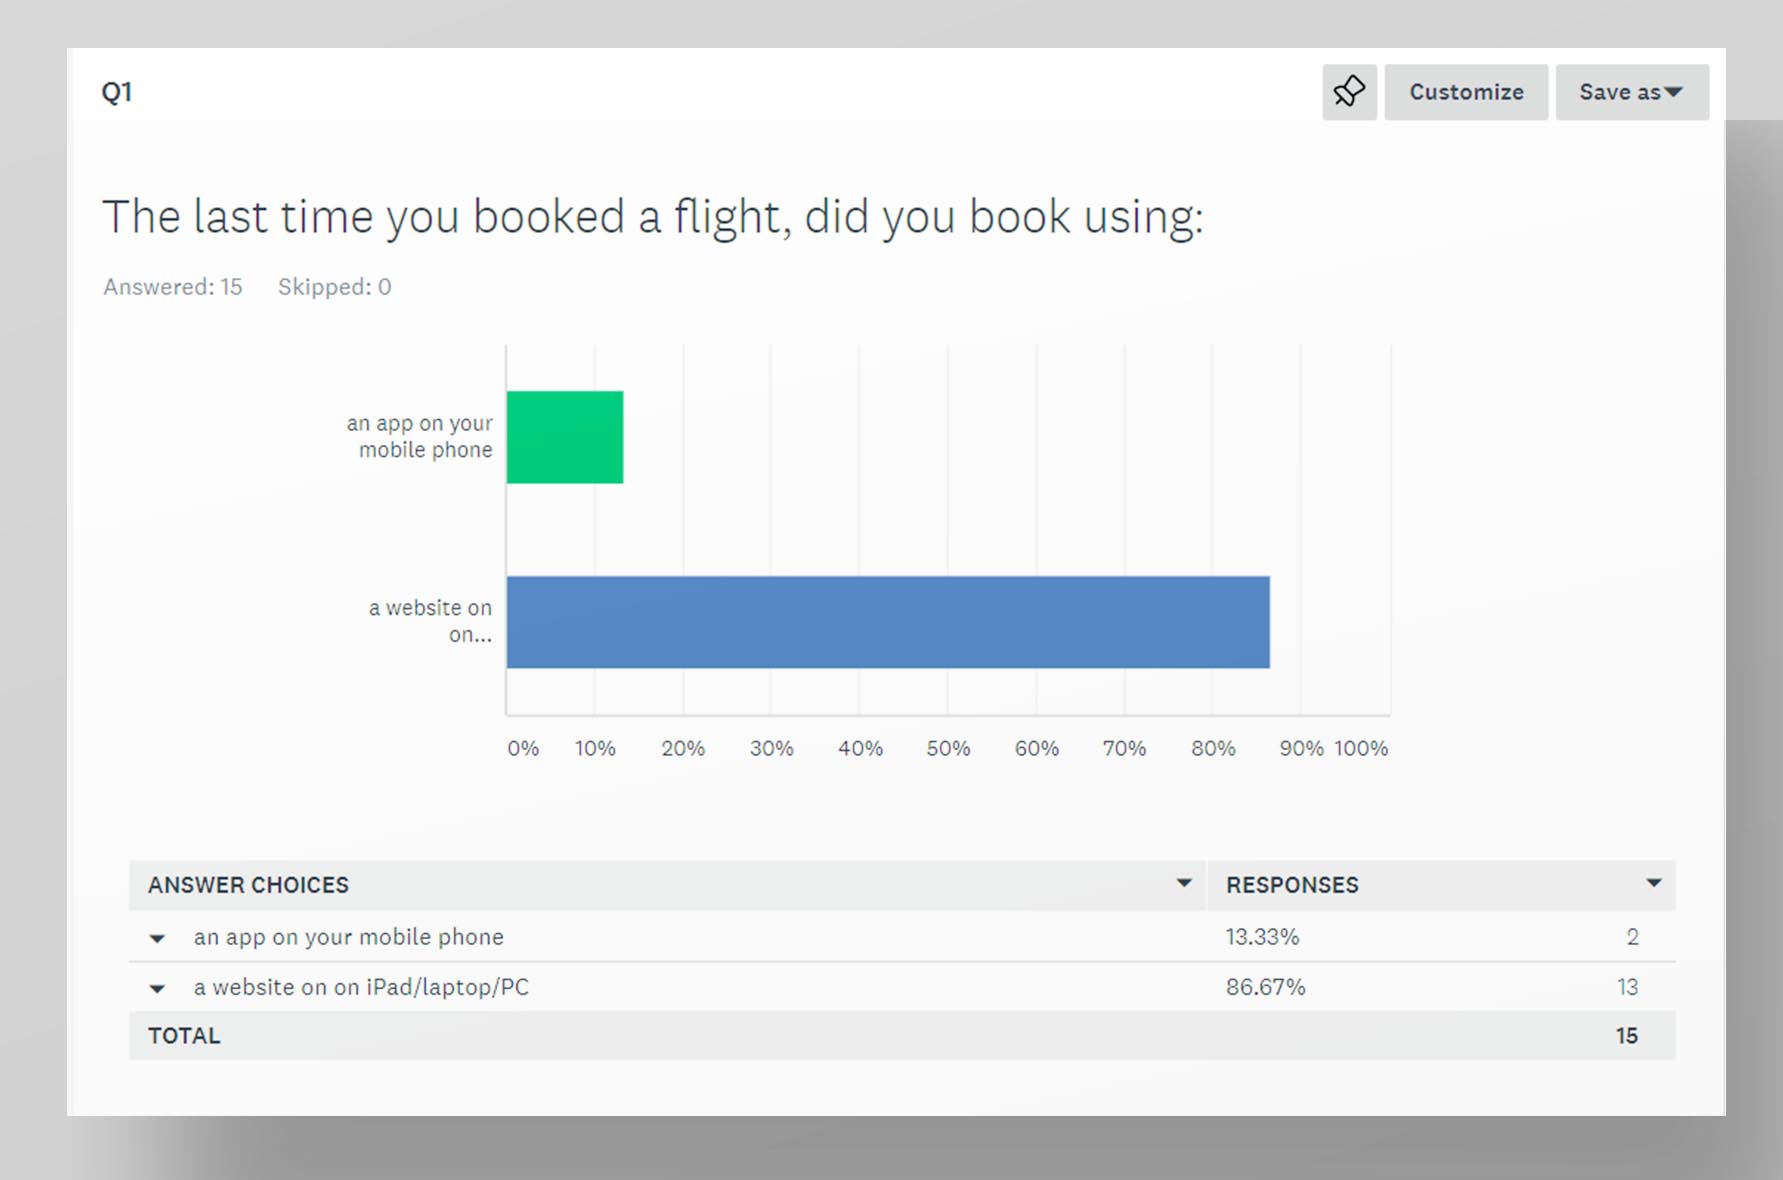 Q1
Customize
Save as
The last time you booked a flight, did you book using:
Answered: 15 Skipped: 0
an app on your
mobile phone
a website on
on...
0% 10% 20% 30% 40% 50% 60% 70% 80% 90% 100%
ANSWER CHOICES RESPONSES
an app on your mobile phone 13.33% 2
a website on on iPad/laptop/PC 86.67% 13
TOTAL 15